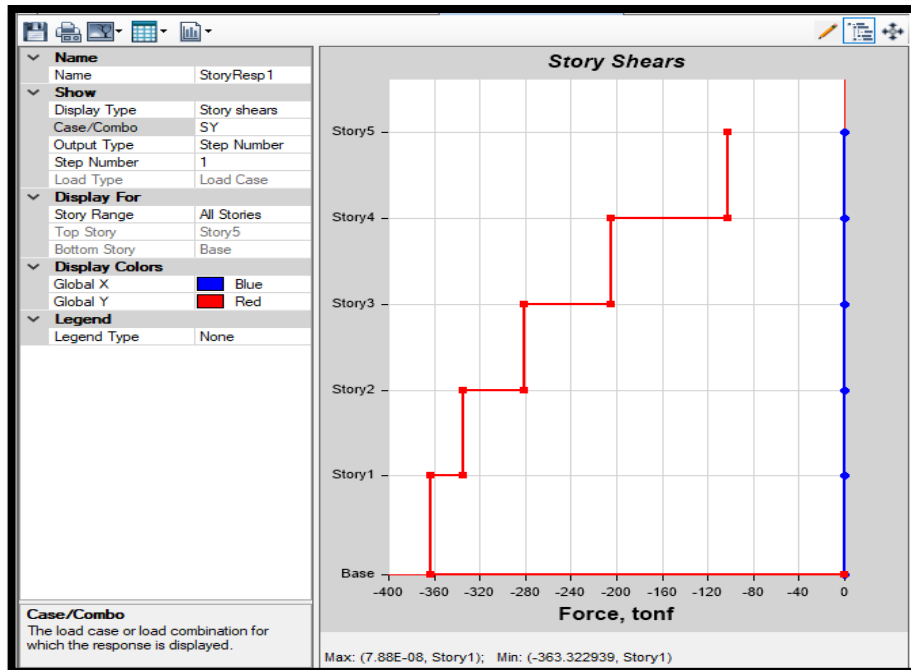 Name
Name StoryResp1
Show
Display Type Story shears
Case/Combo SY
Output Type Step Number
Step Number 1
Load Type Load Case
Display For
Story Range All Stories
Top Story Story5
Bottom Story Base
Display Colors
Global X Blue
Global Y Red
Legend
Legend Type None
Case/Combo
The load case or load combination for
which the response is displayed.
Story Shears
Story5
Story4
Story3
Story2
Story1
Base
-400 -360 -320 -280 -240 -200 -160 -120 -80 -40 0
Force, tonf
Max: (7.88E-08, Story1); Min: (-363.322939, Story1)